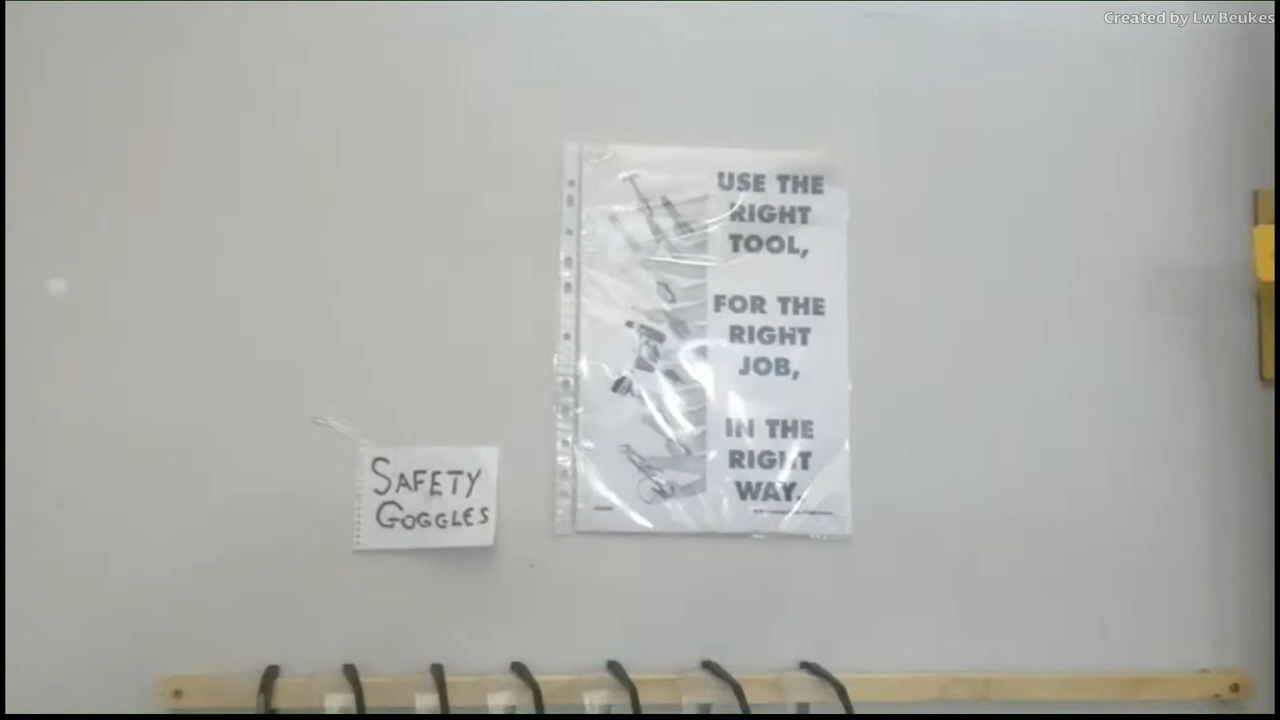 Created by Lw Beukes
USE THE
RIGHT
TOOL,
FOR THE
RIGHT
JOB,
IN THE
RIGHT
WAY.
SAFETY
GOGGLES